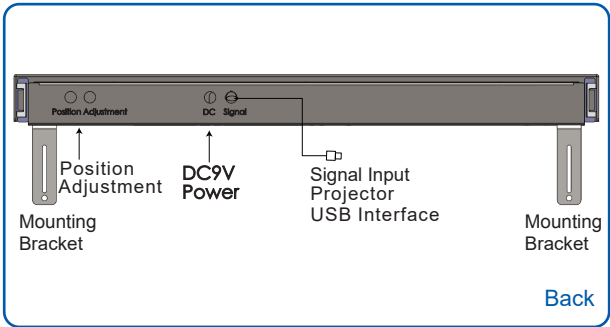 Position Adjustment
DC Signal
Position
Adjustment
DC9V
Power
Signal Input
Projector
USB Interface
Mounting
Bracket
Mounting
Bracket
Back